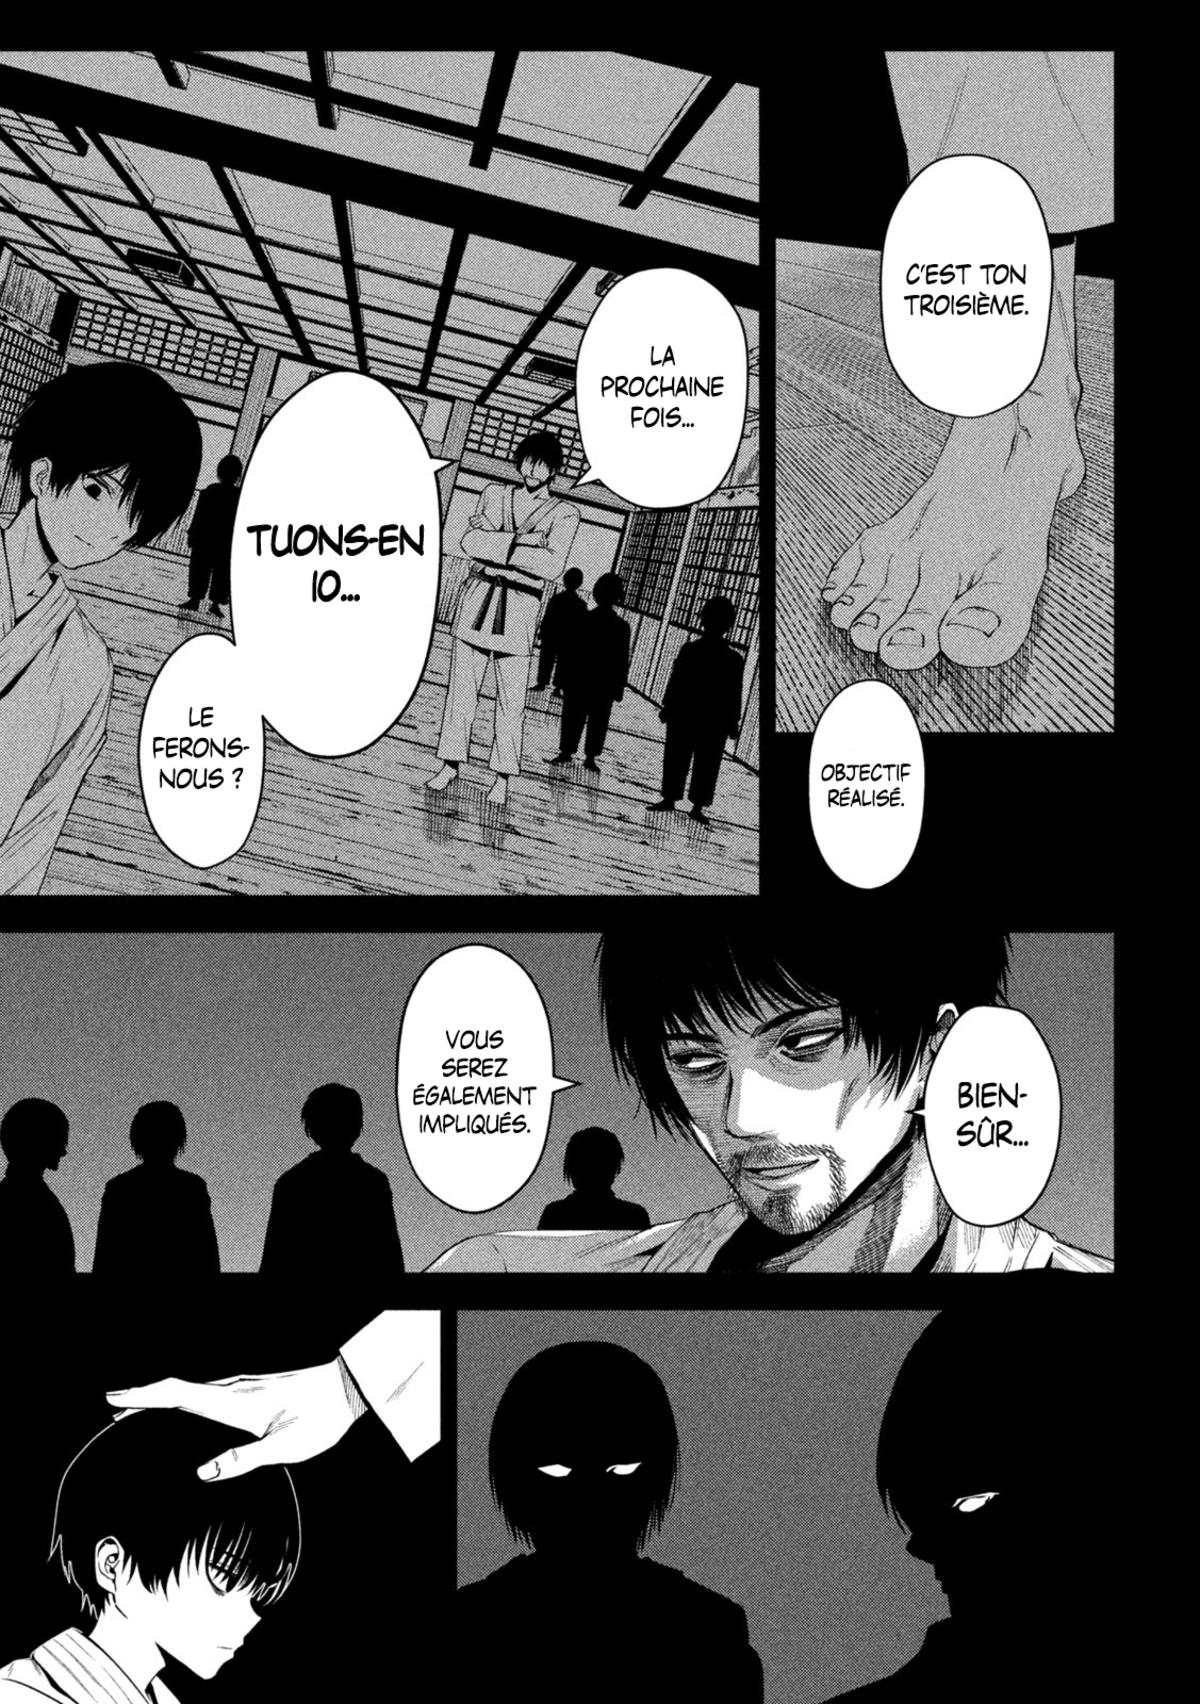 C'EST TON
TROISIÈME.
OBJECTIF
RÉALISÉ.
LA
PROCHAINE
FOIS...
TUONS-EN
10...
LE
FERONS-
NOUS ?
BIEN-
SÛR...
VOUS
SEREZ
ÉGALEMENT
IMPLIQUÉS.